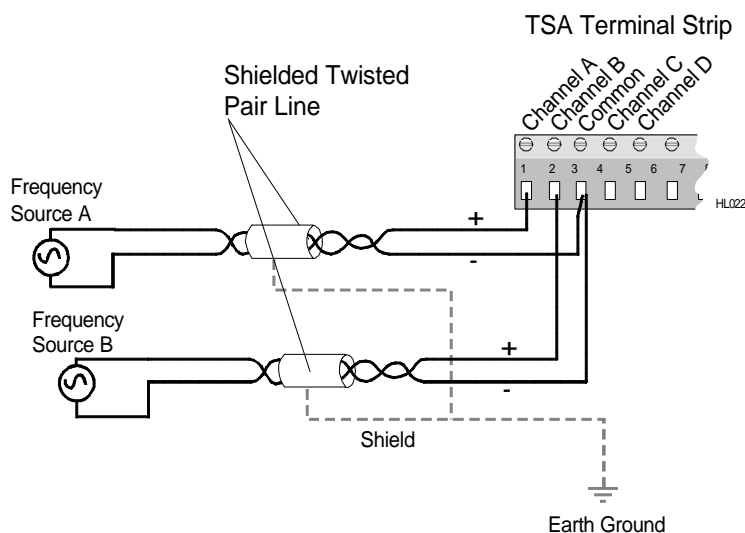 TSA Terminal Strip
Shielded Twisted
Pair Line
Channel A
Channel B
Common
Channel C
Channel D
1 2 3 4 5 6 7
HL022
Frequency
Source A
+
-
Frequency
Source B
+
-
Shield
Earth Ground